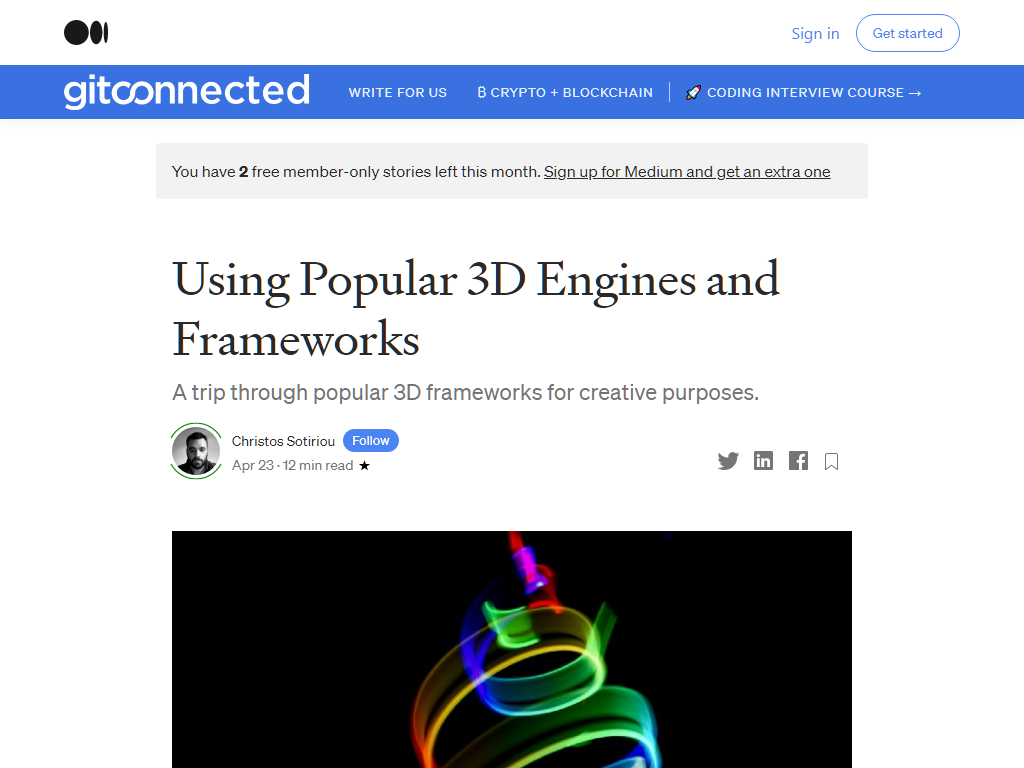 Sign in
Get started
gitconnected
WRITE FOR US
₿ CRYPTO + BLOCKCHAIN
🚀 CODING INTERVIEW COURSE →
You have 2 free member-only stories left this month. Sign up for Medium and get an extra one
Using Popular 3D Engines and
Frameworks
A trip through popular 3D frameworks for creative purposes.
Christos Sotiriou
Follow
Apr 23 · 12 min read ★